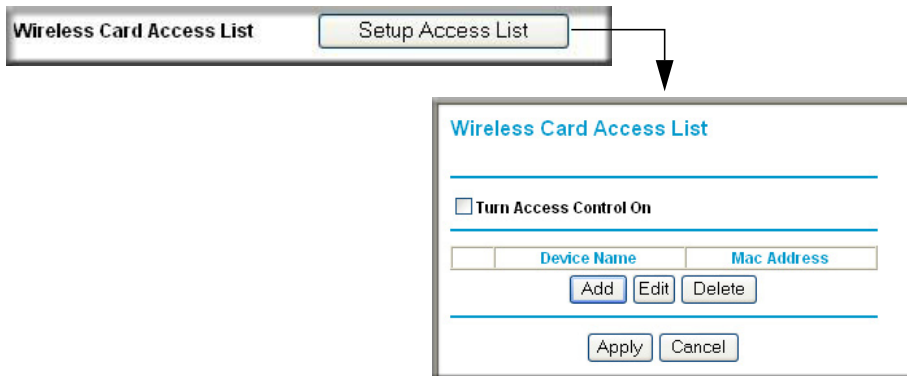 Wireless Card Access List Setup Access List
Wireless Card Access List
Turn Access Control On
Device Name Mac Address
Add Edit Delete
Apply Cancel